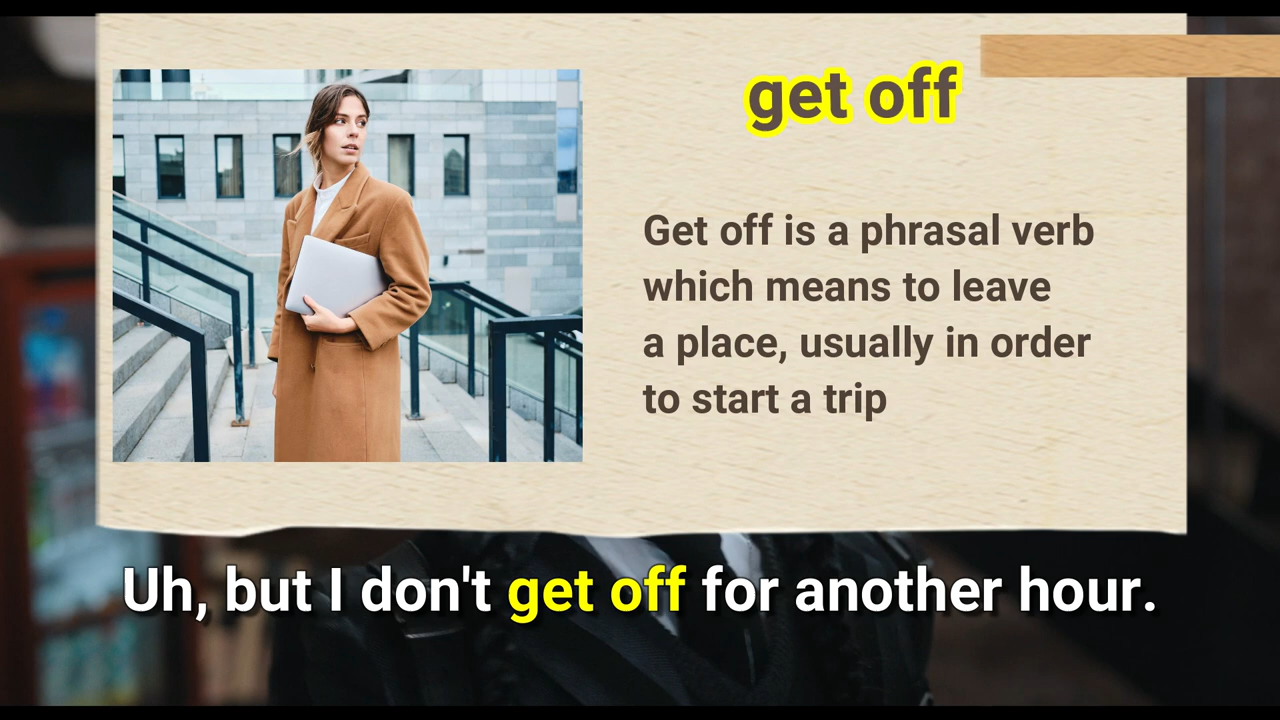 get off
Get off is a phrasal verb
which means to leave
a place, usually in order
to start a trip
Uh, but I don't get off for another hour.